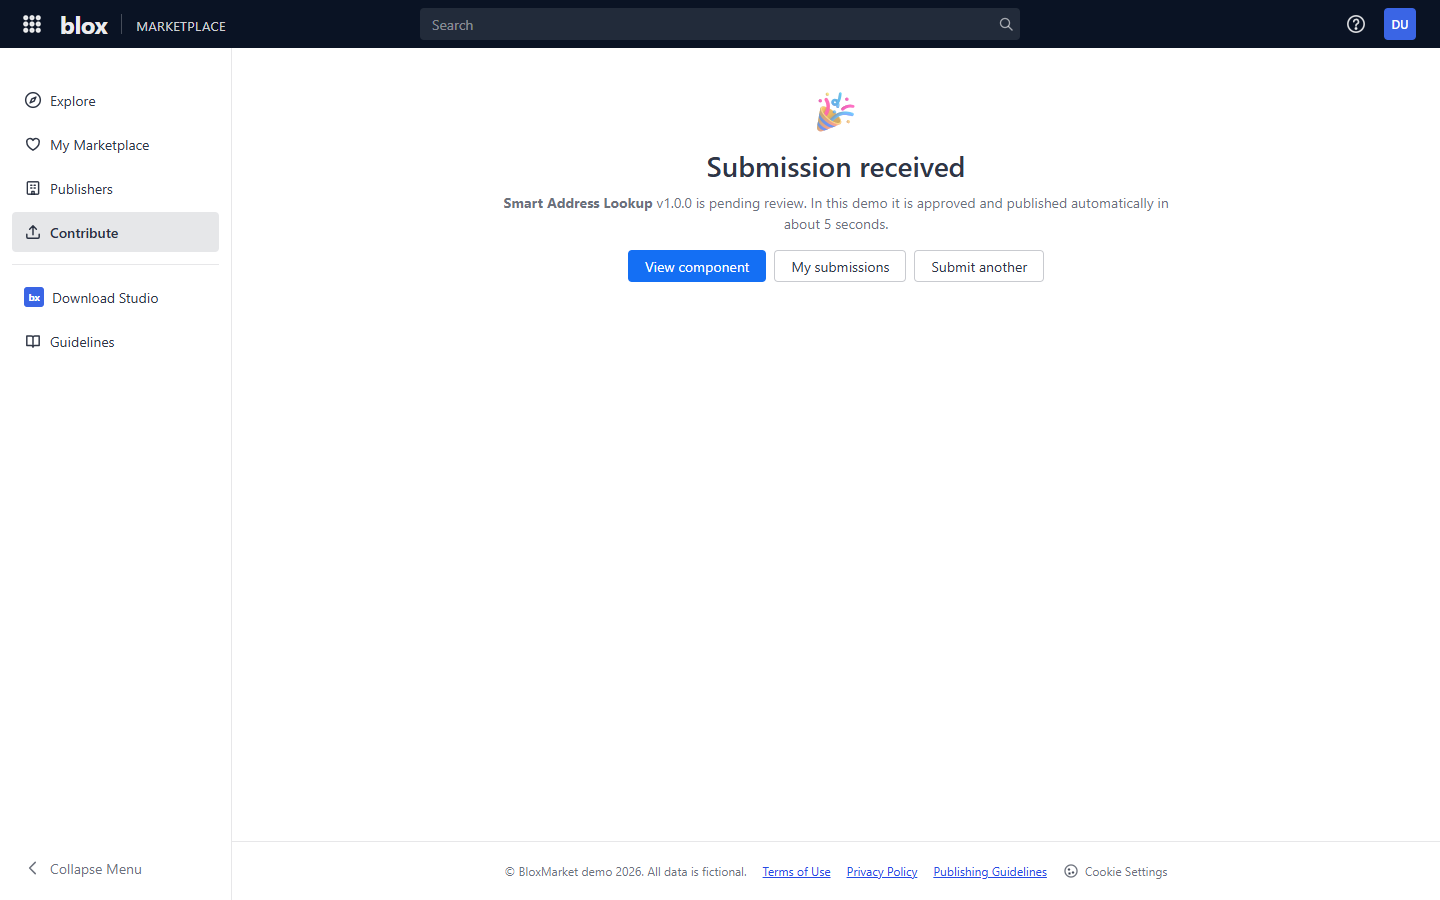 blox
MARKETPLACE
Search
DU
Explore
My Marketplace
Publishers
Contribute
bx
Download Studio
Guidelines
Collapse Menu
Submission received
Smart Address Lookup v1.0.0 is pending review. In this demo it is approved and published automatically in
about 5 seconds.
View component
My submissions
Submit another
© BloxMarket demo 2026. All data is fictional.
Terms of Use
Privacy Policy
Publishing Guidelines
Cookie Settings